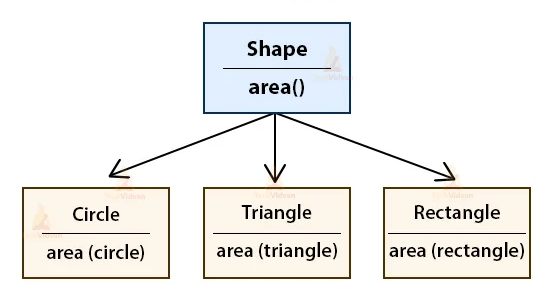 Shape
area()
Circle
area (circle)
Triangle
area (triangle)
Rectangle
area (rectangle)